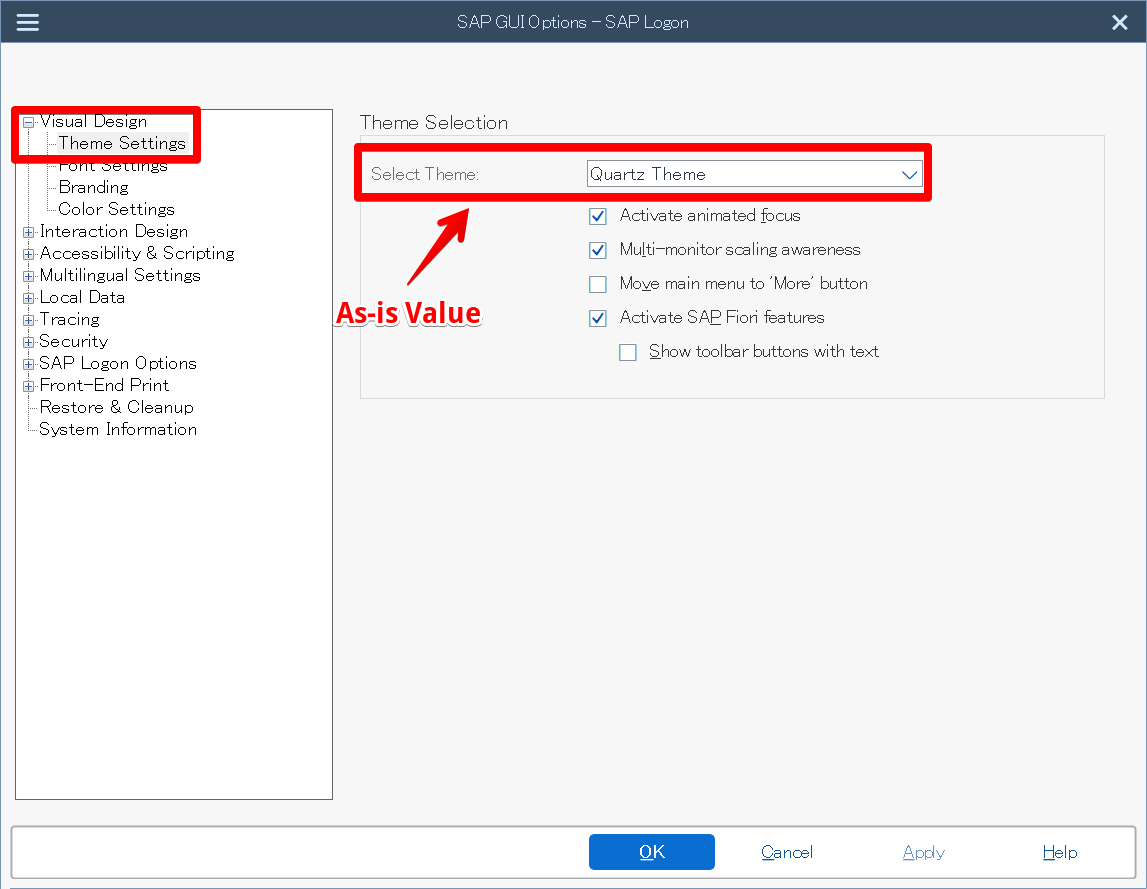 SAP GUI Options - SAP Logon
Visual Design
Theme Settings
Font Settings
Branding
Color Settings
Interaction Design
Accessibility & Scripting
Multilingual Settings
Local Data
Tracing
Security
SAP Logon Options
Front-End Print
Restore & Cleanup
System Information
Theme Selection
Select Theme: Quartz Theme
Activate animated focus
Multi-monitor scaling awareness
Move main menu to 'More' button
Activate SAP Fiori features
Show toolbar buttons with text
As-is Value
OK Cancel Apply Help